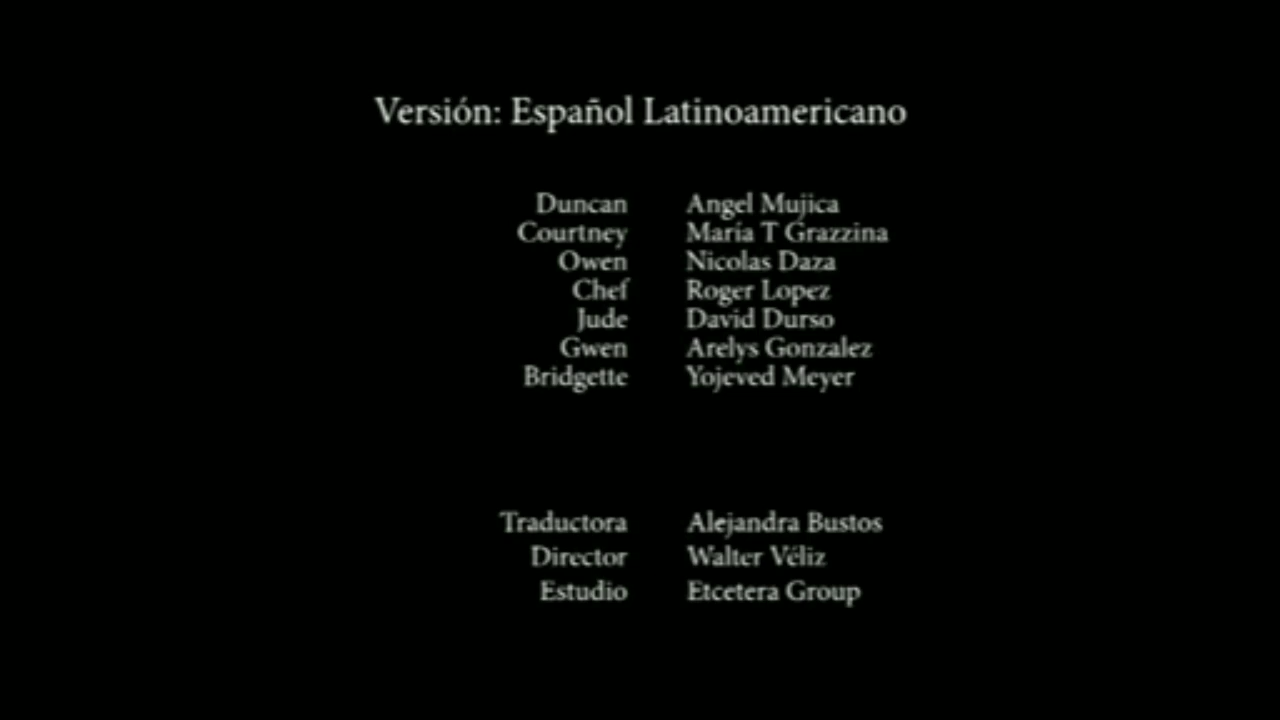 Versión: Español Latinoamericano
Duncan Angel Mujica
Courtney María T Grazzina
Owen Nicolas Daza
Chef Roger Lopez
Jude David Durso
Gwen Arelys Gonzalez
Bridgette Yojeved Meyer
Traductora Alejandra Bustos
Director Walter Véliz
Estudio Etcetera Group